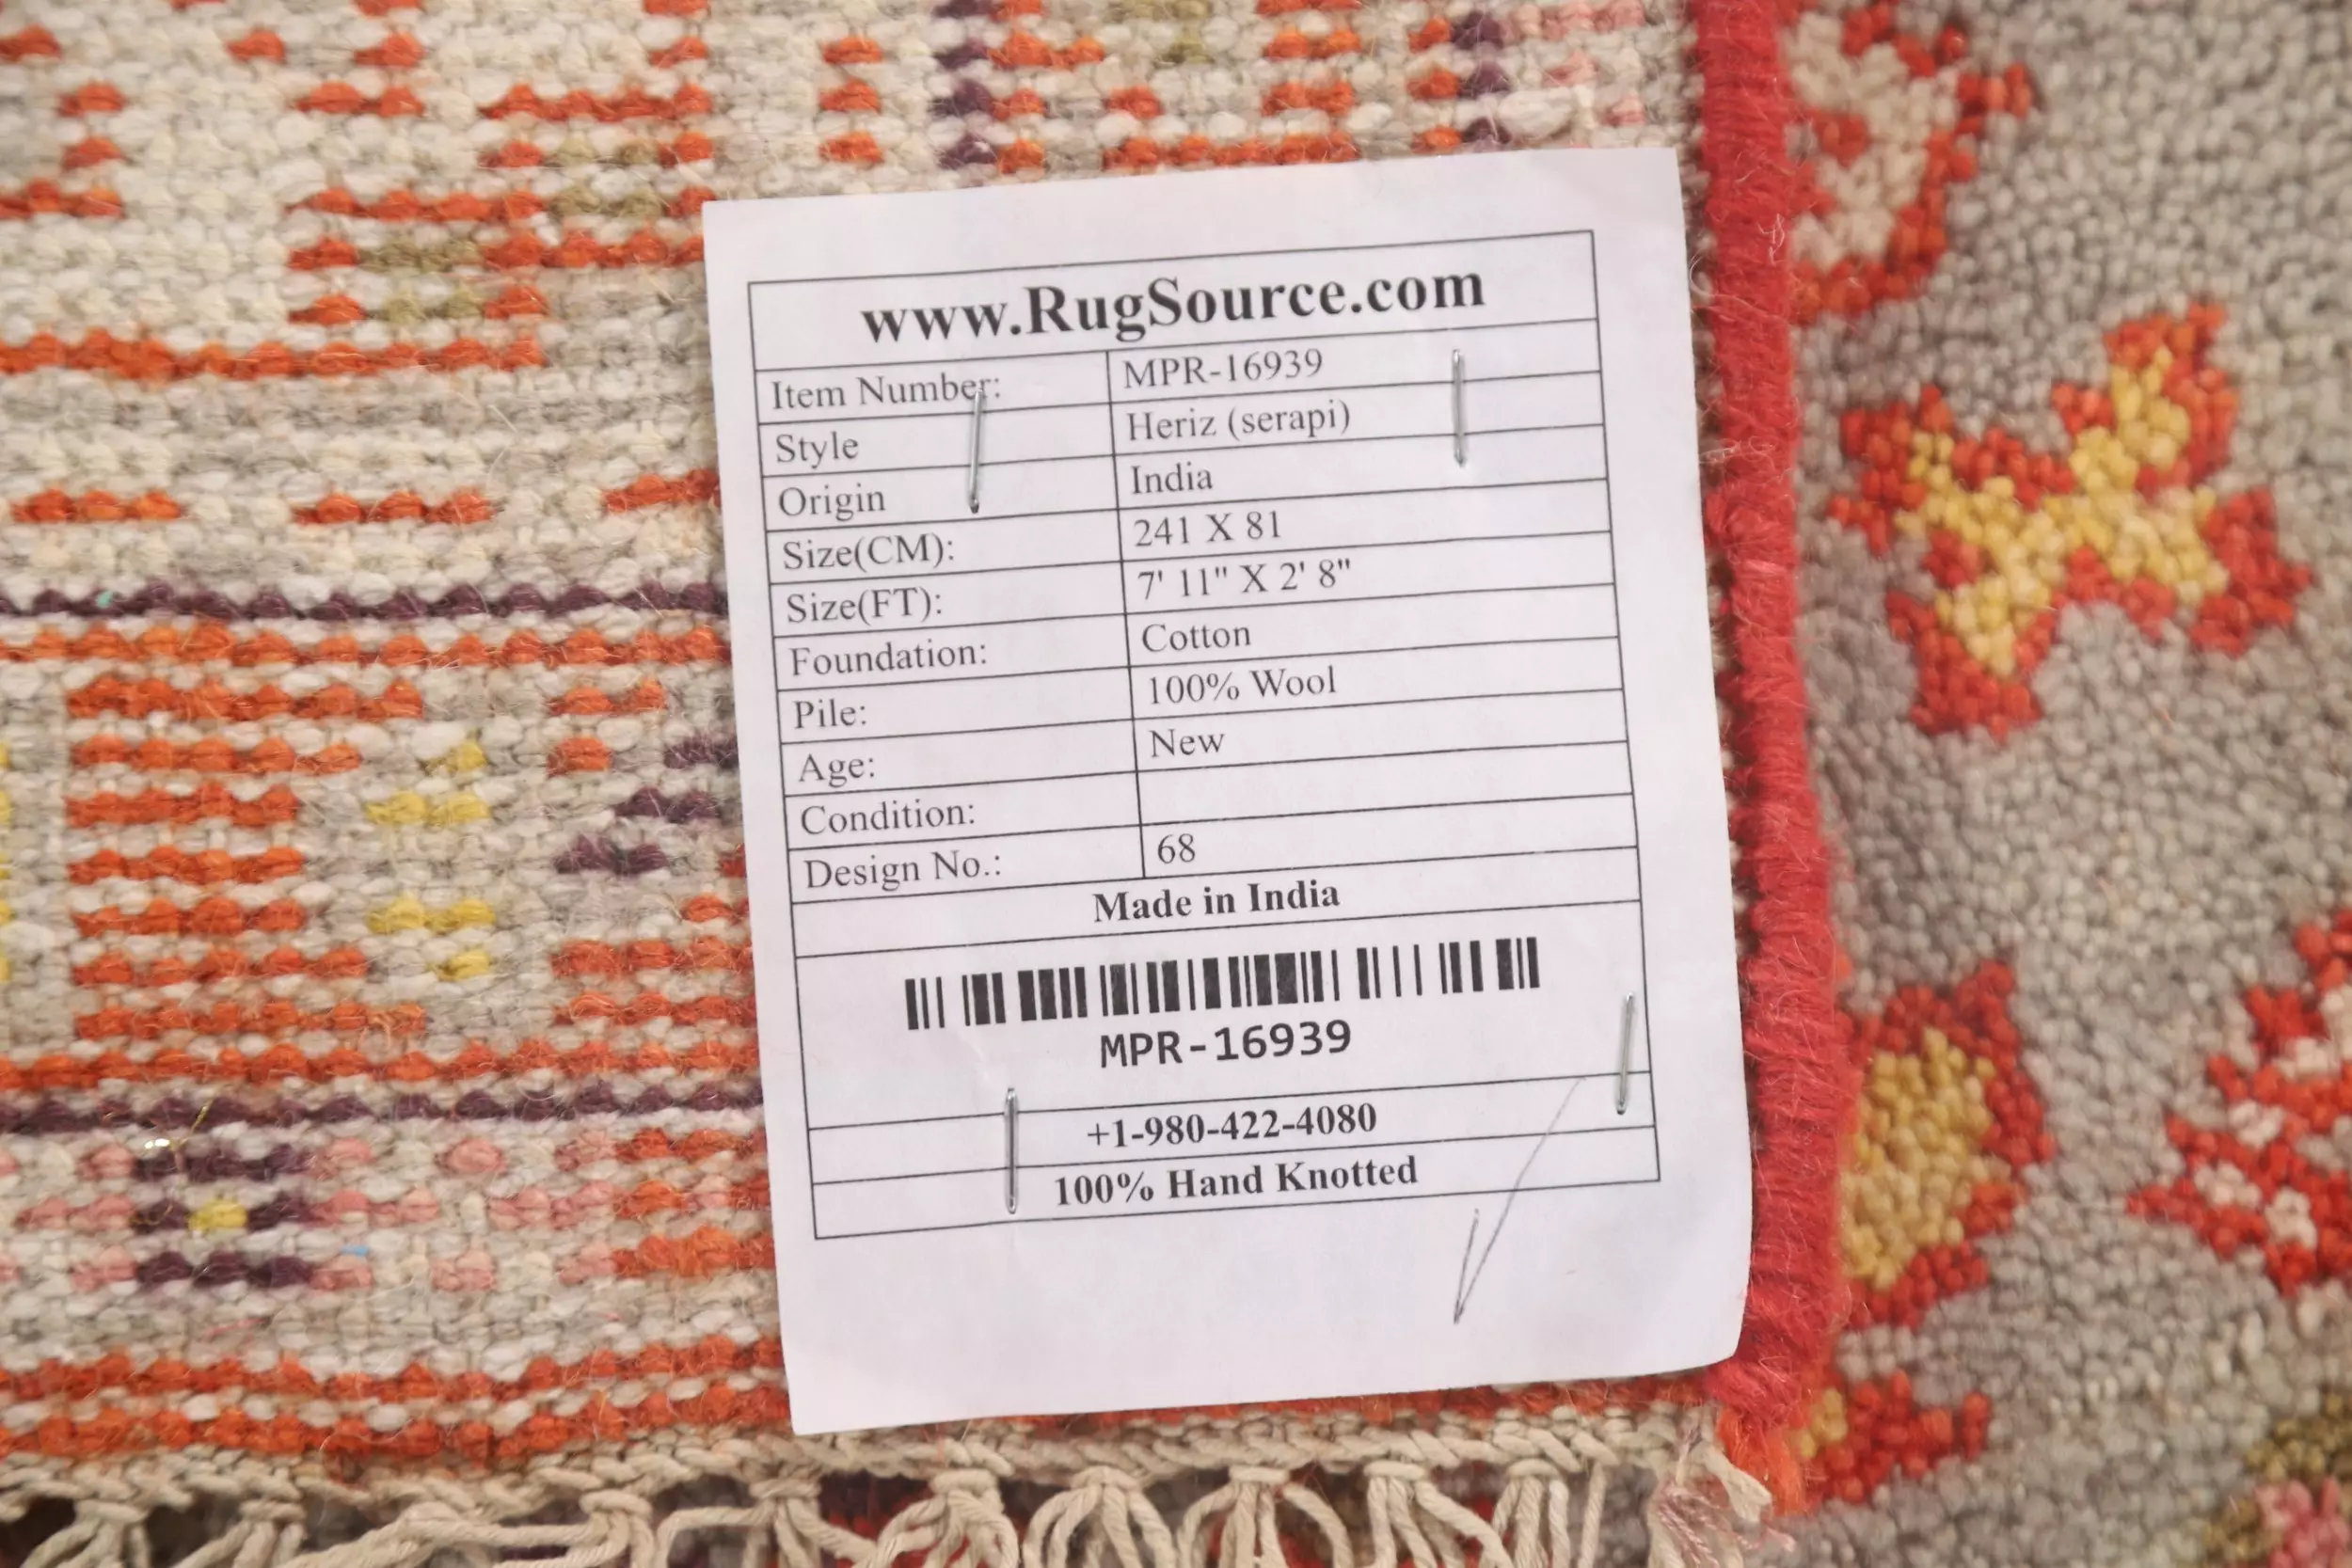 www.RugSource.com
Item Number: MPR-16939
Style Heriz (serapi)
Origin India
Size(CM): 241 X 81
Size(FT): 7' 11" X 2' 8"
Foundation: Cotton
Pile: 100% Wool
Age: New
Condition:
Design No.: 68
Made in India
MPR-16939
+1-980-422-4080
100% Hand Knotted